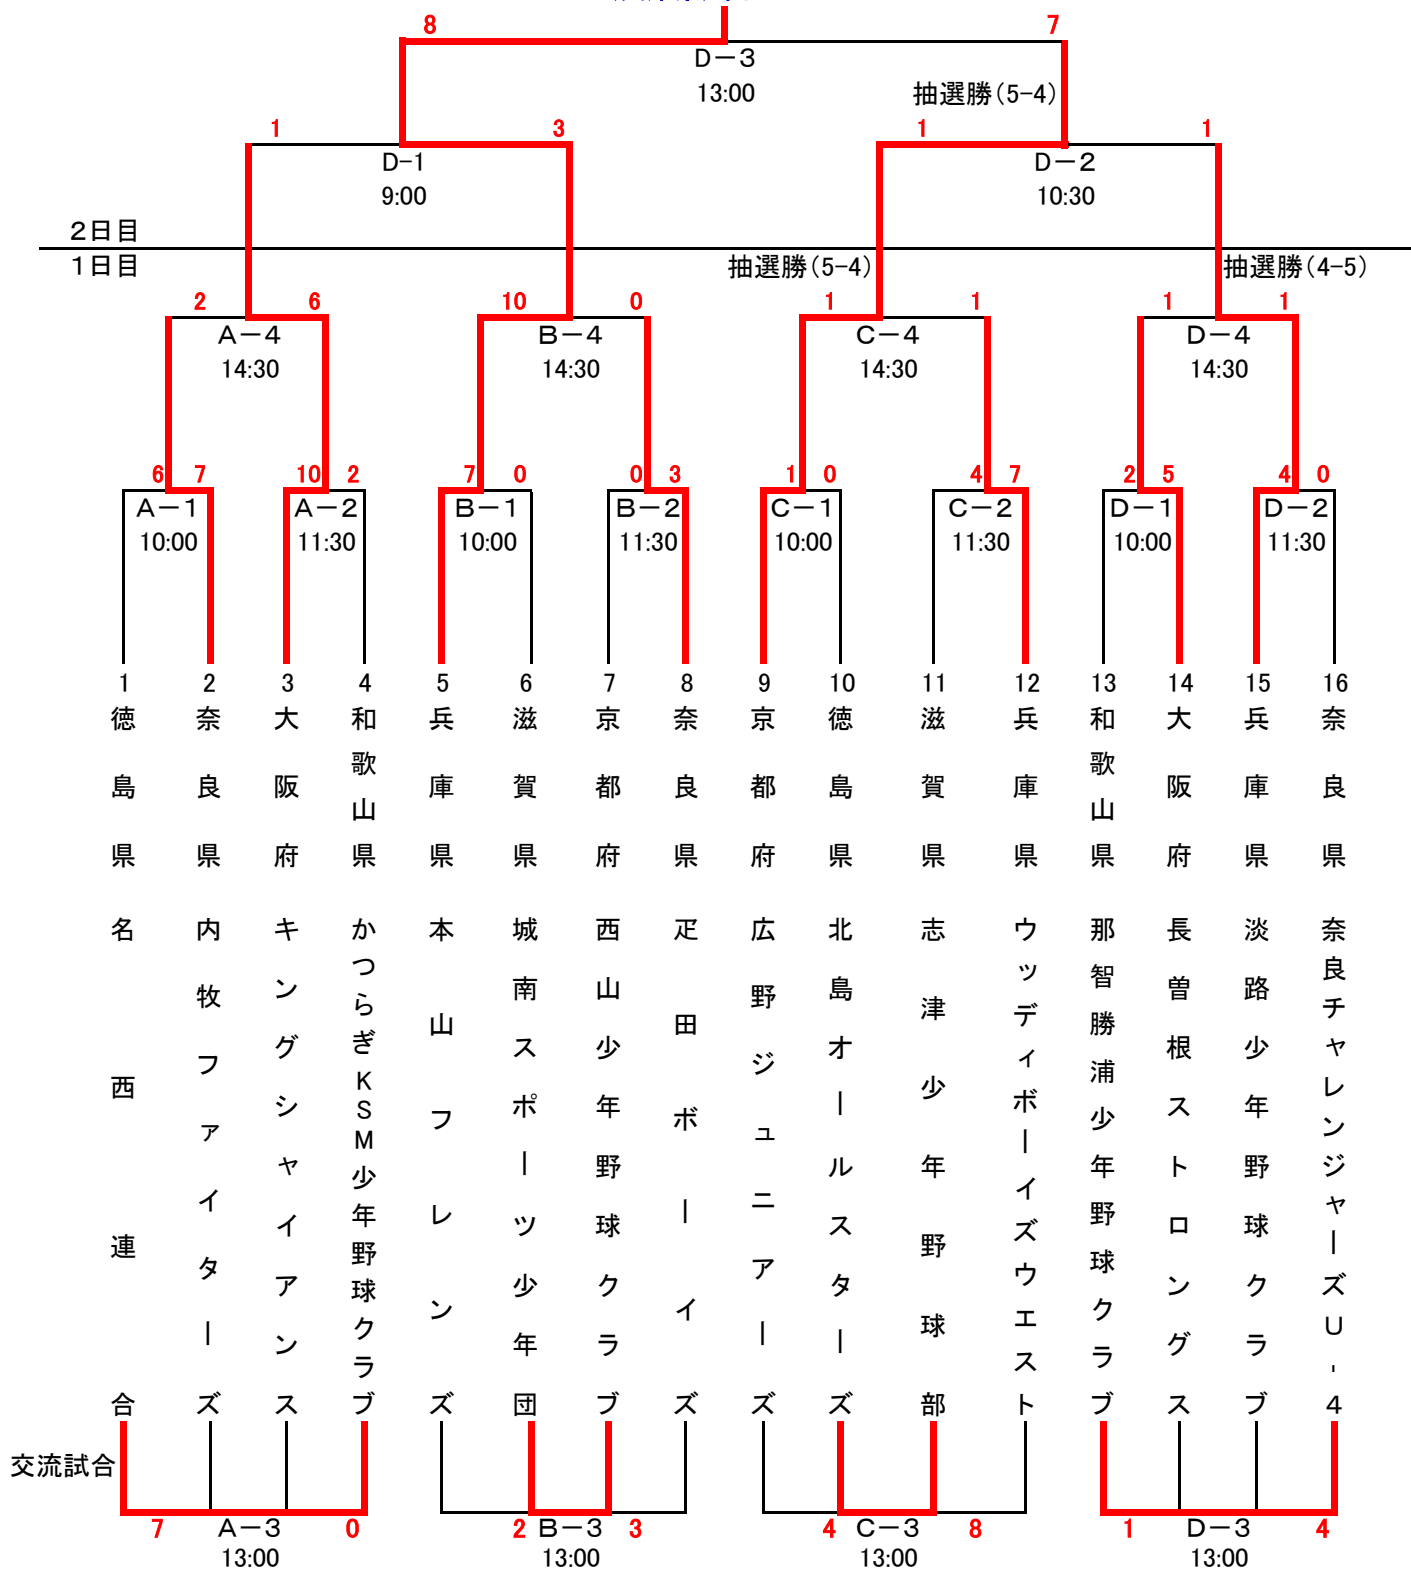 8 7
D－3
13:00 抽選勝(5-4)
1 3 1 1
D-1 D－2
9:00 10:30
2日目
1日目 抽選勝(5-4) 抽選勝(4-5)
2 6 10 0 1 1 1 1
A－4 B－4 C－4 D－4
14:30 14:30 14:30 14:30
6 7 10 2 7 0 0 3 1 0 4 7 2 5 4 0
A－1 A－2 B－1 B－2 C－1 C－2 D－1 D－2
10:00 11:30 10:00 11:30 10:00 11:30 10:00 11:30
1 徳島県 名西連合
2 奈良県 内牧ファイターズ
3 大阪府 キングシャイアンス
4 和歌山県 かつらぎKSM少年野球クラブ
5 兵庫県 本山フレンズ
6 滋賀県 城南スポーツ少年団
7 京都府 西山少年野球クラブ
8 奈良県 疋田ボーイズ
9 京都府 広野ジュニアーズ
10 徳島県 北島オールスターズ
11 滋賀県 志津少年野球部
12 兵庫県 ウッディボーイズウエスト
13 和歌山県 那智勝浦少年野球クラブ
14 大阪府 長曽根ストロングス
15 兵庫県 淡路少年野球クラブ
16 奈良県 奈良チャレンジャーズU-4
交流試合
7 A－3 0 2 B－3 3 4 C－3 8 1 D－3 4
13:00 13:00 13:00 13:00